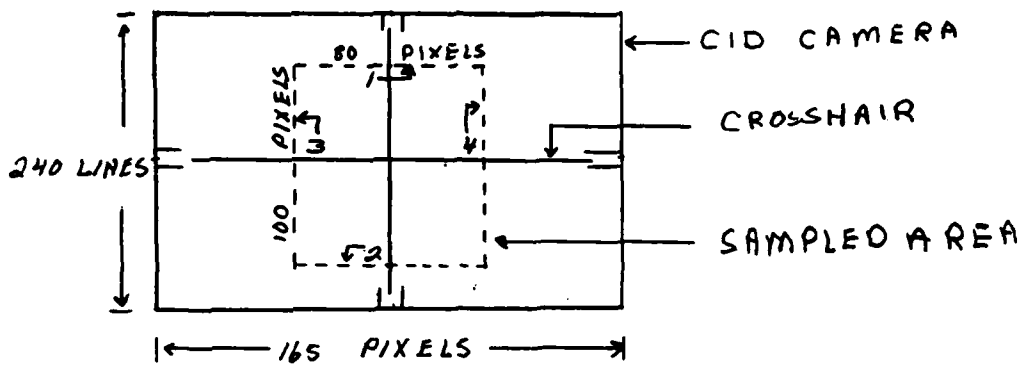 CID CAMERA
80 PIXELS
1
PIXELS
3
4
CROSSHAIR
240 LINES
100
2
SAMPLED AREA
165 PIXELS